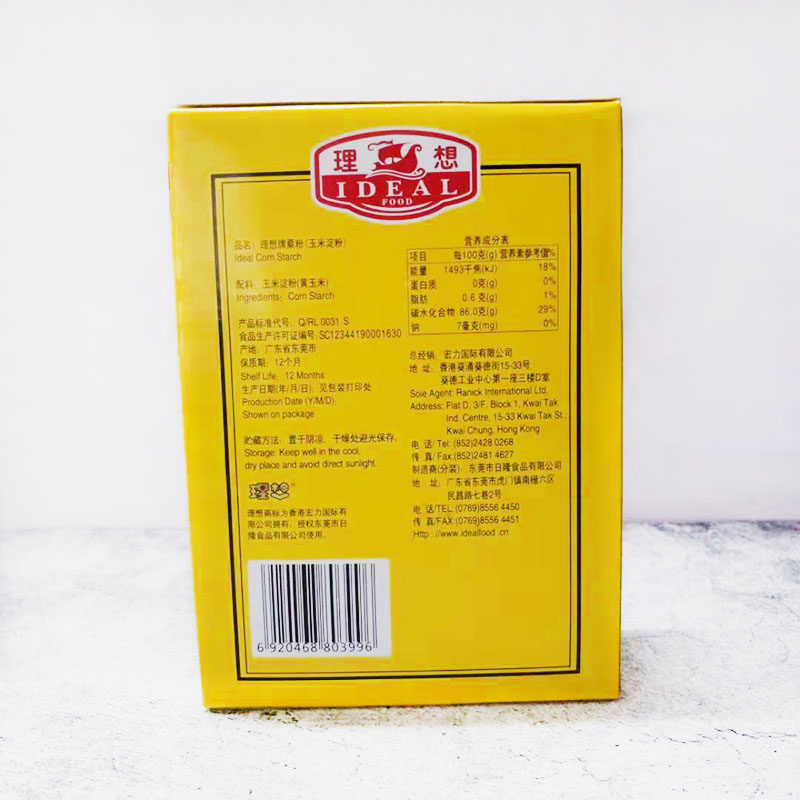 理想
IDEAL
FOOD
品名：理想牌粟粉(玉米淀粉)
Ideal Corn Starch
配料：玉米淀粉(黄玉米)
Ingredients: Corn Starch
产品标准代号：Q/RL 0031 S
食品生产许可证编号:SC12344190001630
产地：广东省东莞市
保质期：12个月
Shelf Life: 12 Months
生产日期(年/月/日)：见包装打印处
Production Date (Y/M/D):
Shown on package
贮藏方法：置于阴凉、干燥处避光保存。
Storage: Keep well in the cool,
dry place and avoid direct sunlight.
理想
理想商标为香港宏力国际有
限公司拥有，授权东莞市日
隆食品有限公司使用。
6 920468 803996
营养成分表
项目 每100克(g) 营养素参考值%
能量 1493千焦(kJ) 18%
蛋白质 0克(g) 0%
脂肪 0.6克(g) 1%
碳水化合物 86.0克(g) 29%
钠 7毫克(mg) 0%
总经销：宏力国际有限公司
地 址：香港葵涌葵德街15-33号
葵德工业中心第一座三楼D室
Sole Agent: Ranick International Ltd.
Address: Flat D, 3/F, Block 1, Kwai Tak
Ind. Centre, 15-33 Kwai Tak St.,
Kwai Chung, Hong Kong
电 话/ Tel: (852)2428 0268
传 真/ Fax:(852)2481 4627
制造商(分装)：东莞市日隆食品有限公司
地 址：广东省东莞市虎门镇南栅六区
民昌路七巷2号
电 话/TEL:(0769)8556 4450
传 真/FAX:(0769)8556 4451
Http://www.idealfood.cn